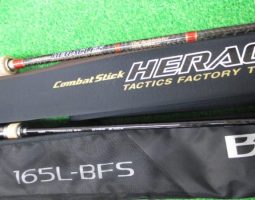 Combat Stick HERAC
TACTICS FACTORY T
B
165L-BFS